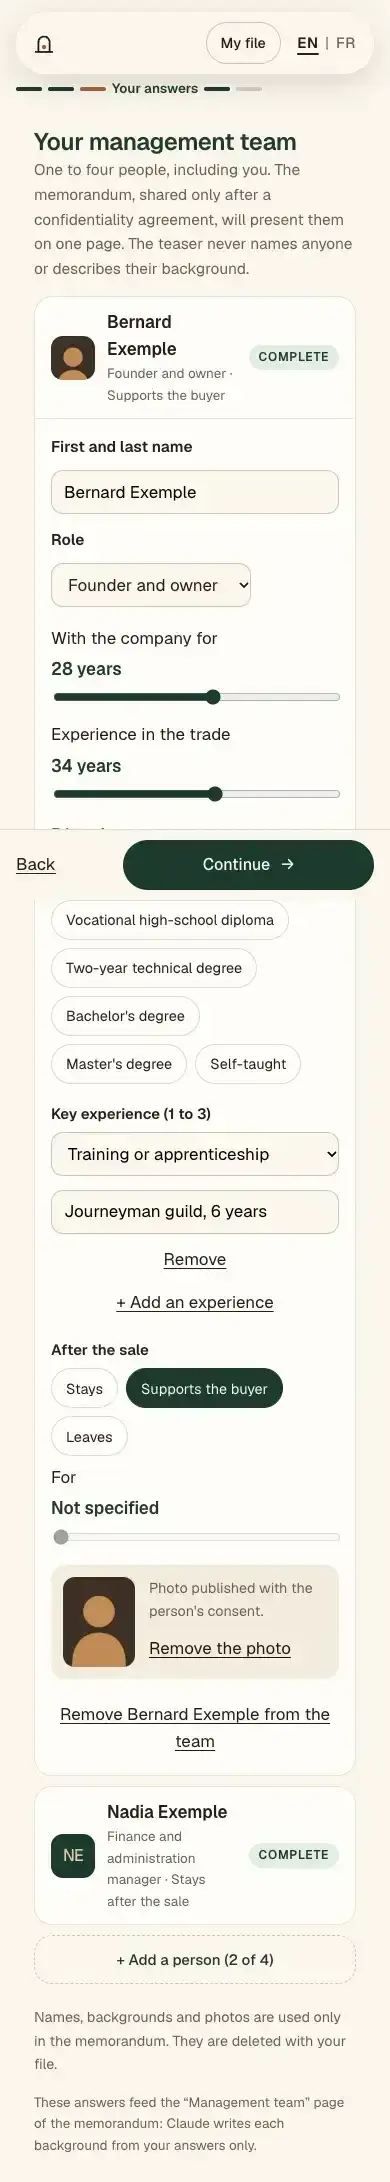 My file
EN | FR
Your answers
Your management team
One to four people, including you. The
memorandum, shared only after a
confidentiality agreement, will present them
on one page. The teaser never names anyone
or describes their background.
Bernard
Exemple
COMPLETE
Founder and owner ·
Supports the buyer
First and last name
Bernard Exemple
Role
Founder and owner
With the company for
28 years
Experience in the trade
34 years
Back
Continue →
Vocational high-school diploma
Two-year technical degree
Bachelor's degree
Master's degree
Self-taught
Key experience (1 to 3)
Training or apprenticeship
Journeyman guild, 6 years
Remove
+ Add an experience
After the sale
Stays
Supports the buyer
Leaves
For
Not specified
Photo published with the
person's consent.
Remove the photo
Remove Bernard Exemple from the
team
Nadia Exemple
NE
Finance and
administration
manager · Stays
after the sale
COMPLETE
+ Add a person (2 of 4)
Names, backgrounds and photos are used only
in the memorandum. They are deleted with your
file.
These answers feed the “Management team” page
of the memorandum: Claude writes each
background from your answers only.